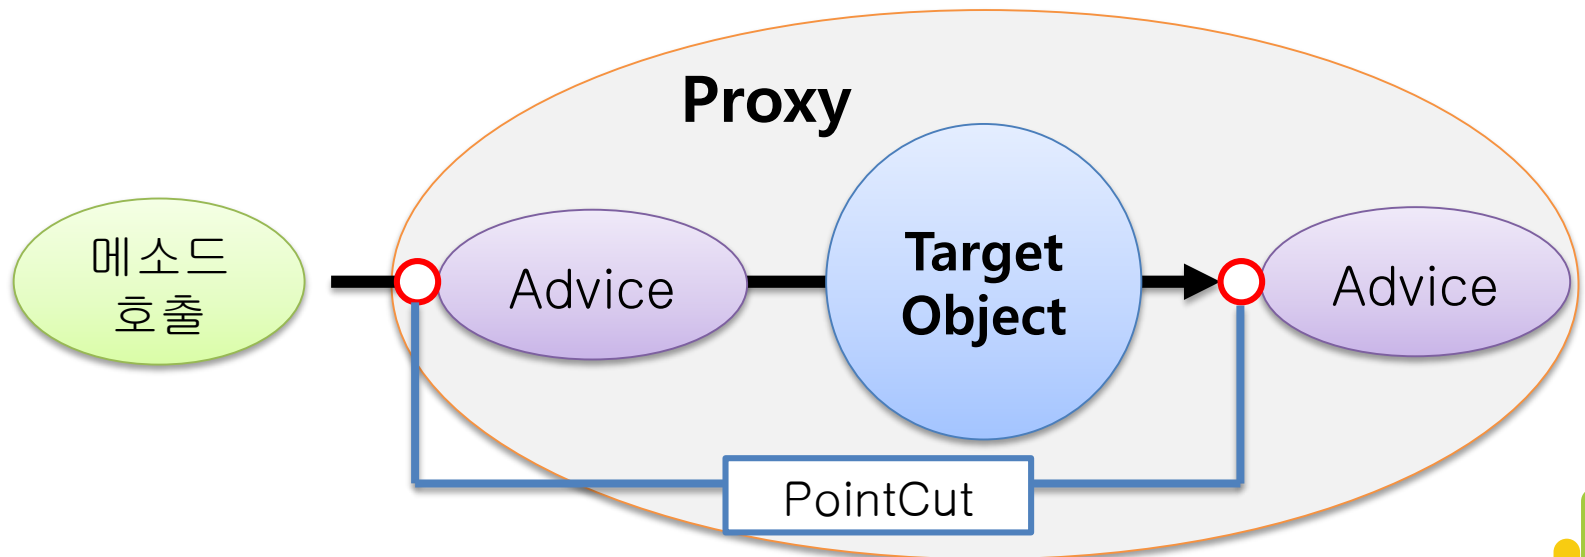 Proxy
메소드
호출
Advice
Target
Object
Advice
PointCut